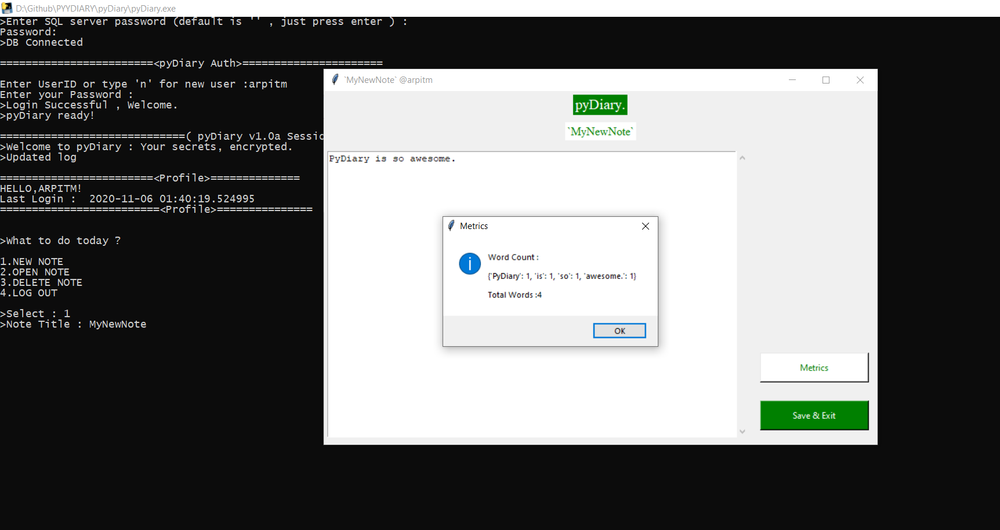 D:\Github\PYYDIARY\pyDiary\pyDiary.exe
>Enter SQL server password (default is '' , just press enter ) :
Password:
>DB Connected
========================<pyDiary Auth>======================
Enter UserID or type 'n' for new user :arpitm
Enter your Password :
>Login Successful , Welcome.
>pyDiary ready!
=============================( pyDiary v1.0a Sessio
>Welcome to pyDiary : Your secrets, encrypted.
>Updated log
========================<Profile>==============
HELLO,ARPITM!
Last Login :  2020-11-06 01:40:19.524995
=========================<Profile>===============
>What to do today ?
1.NEW NOTE
2.OPEN NOTE
3.DELETE NOTE
4.LOG OUT
>Select : 1
>Note Title : MyNewNote
`MyNewNote` @arpitm
pyDiary.
`MyNewNote`
PyDiary is so awesome.
Metrics
Word Count :
{'PyDiary': 1, 'is': 1, 'so': 1, 'awesome.': 1}
Total Words :4
OK
Metrics
Save & Exit